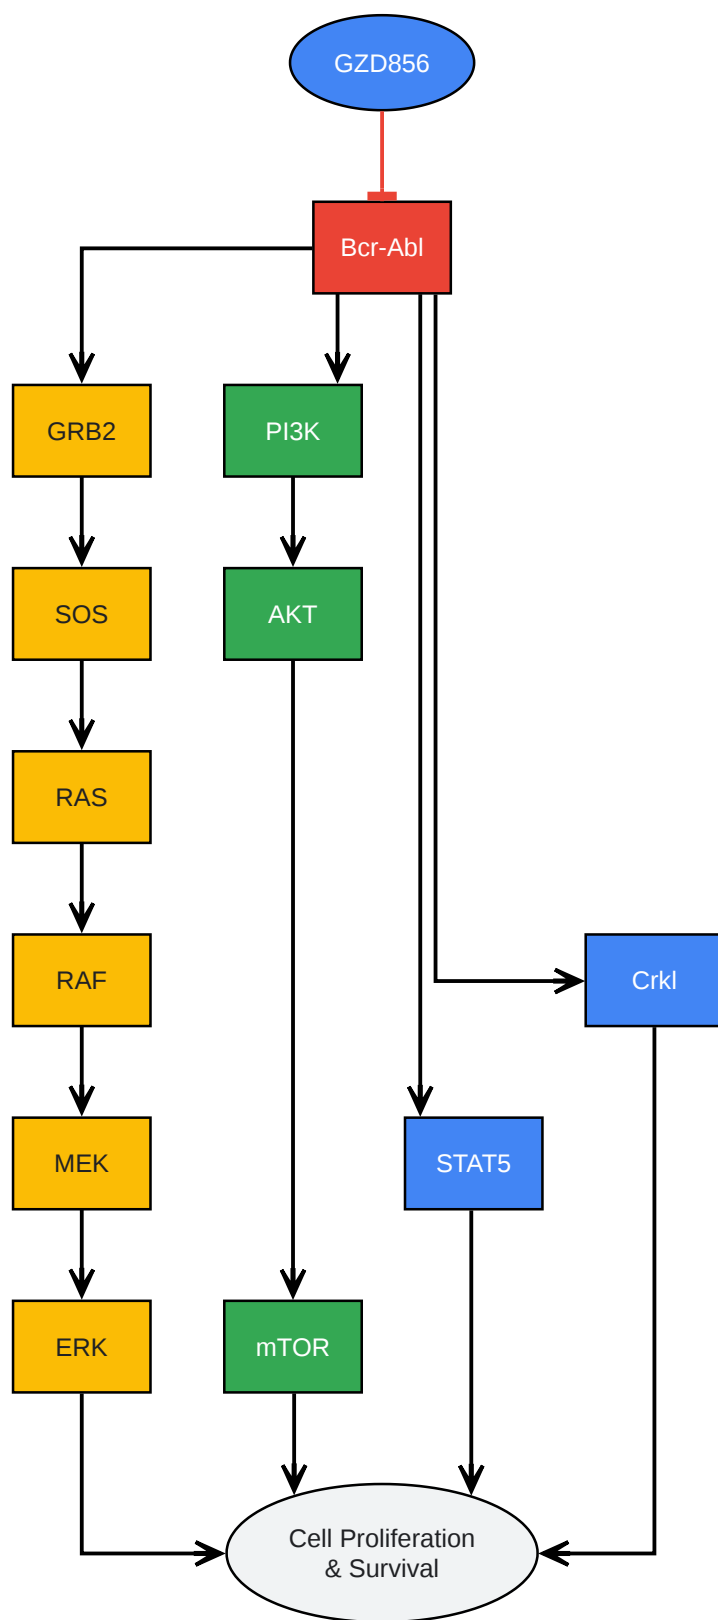 GZD856
Bcr-Abl
GRB2
PI3K
SOS
AKT
RAS
RAF
Crkl
MEK
STAT5
ERK
mTOR
Cell Proliferation
& Survival